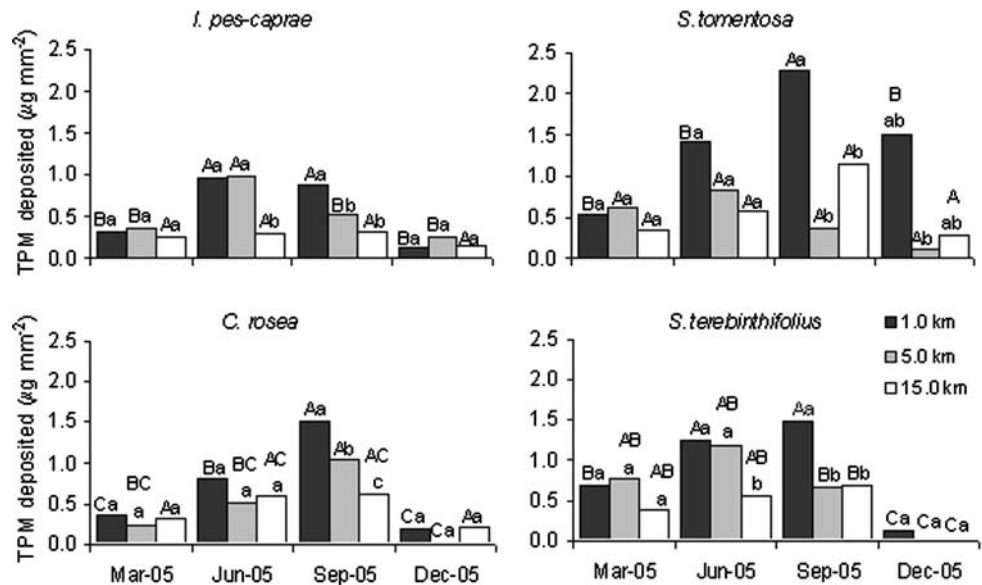 I. pes-caprae
TPM deposited (µg mm-2)
2.5
2.0
1.5
1.0
0.5
0.0
Ba Ba Aa
Aa Aa Ab
Aa Bb Ab
Ba Ba Aa
S.tomentosa
2.5
2.0
1.5
1.0
0.5
0.0
Ba Aa Aa
Ba Aa Aa
Aa Ab Ab
B
ab Ab A
ab
C. rosea
TPM deposited (µg mm-2)
2.5
2.0
1.5
1.0
0.5
0.0
Ca BC
a Aa
Ba BC
a AC
a
Aa Ab AC
c
Ca Ca Aa
Mar-05 Jun-05 Sep-05 Dec-05
S.terebinthifolius
1.0 km
5.0 km
15.0 km
2.5
2.0
1.5
1.0
0.5
0.0
Ba AB
a AB
a
Aa AB
a AB
b
Aa Bb Bb
Ca Ca Ca
Mar-05 Jun-05 Sep-05 Dec-05